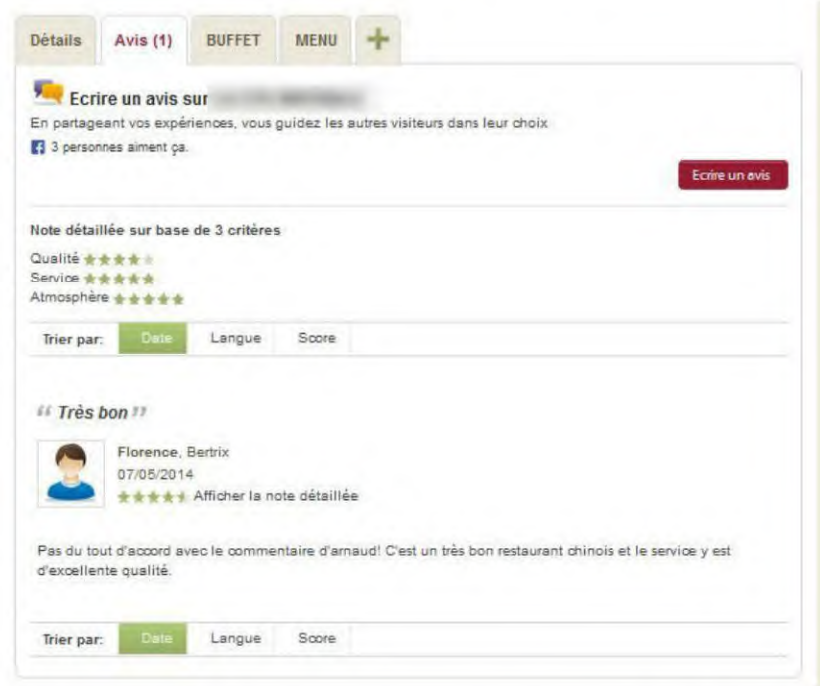 Détails Avis (1) BUFFET MENU
Ecrire un avis sur
En partageant vos expériences, vous guidez les autres visiteurs dans leur choix
3 personnes aiment ça.
Ecrire un avis
Note détaillée sur base de 3 critères
Qualité
Service
Atmosphère
Trier par: Date Langue Score
“ Très bon ”
Florence, Bertrix
07/05/2014
Afficher la note détaillée
Pas du tout d'accord avec le commentaire d'arnaud! C'est un très bon restaurant chinois et le service y est
d'excellente qualité.
Trier par: Date Langue Score